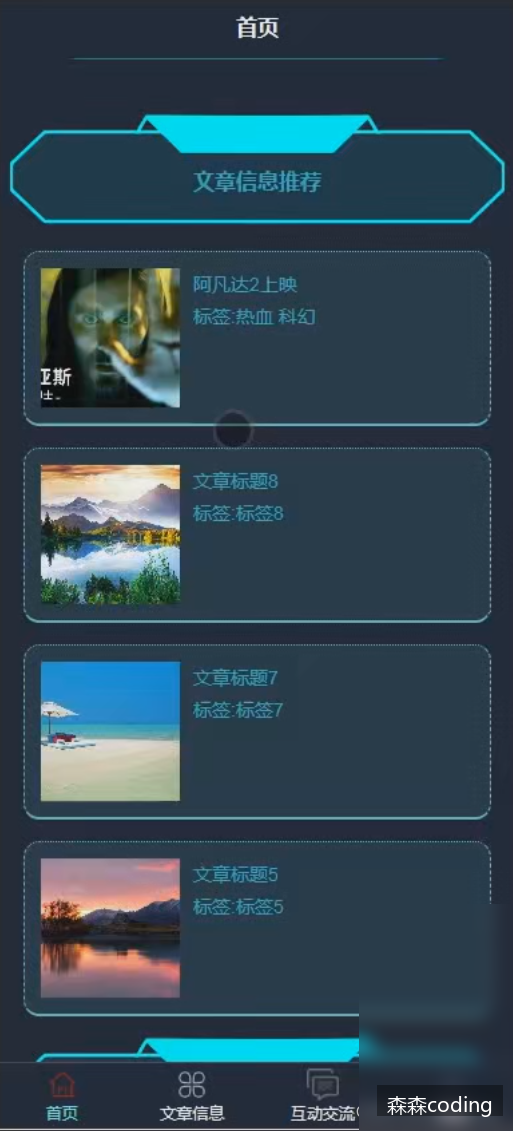 首页
文章信息推荐
阿凡达2上映
标签:热血 科幻
亚斯
文章标题8
标签:标签8
文章标题7
标签:标签7
文章标题5
标签:标签5
首页
文章信息
互动交流
森森coding